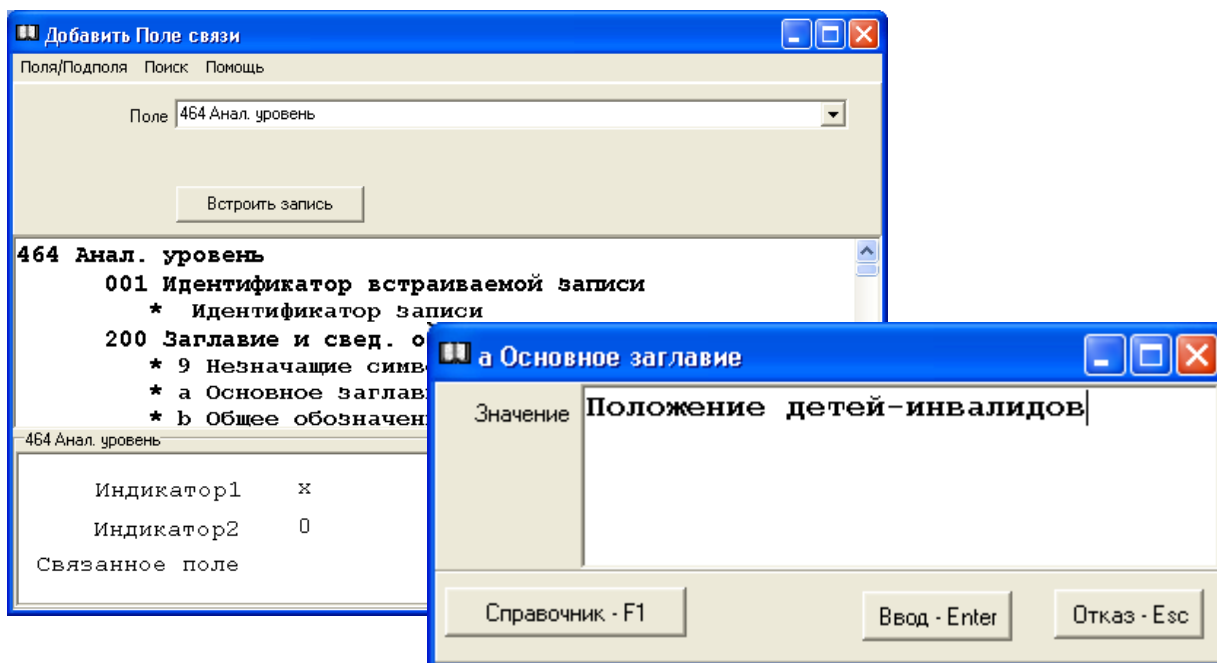 Добавить Поле связи
Поля/Подполя Поиск Помощь
Поле 464 Анал. уровень
Встроить запись
464 Анал. уровень
001 Идентификатор встраиваемой записи
* Идентификатор записи
200 Заглавие и свед. о
* 9 Незначащие симв
* a Основное заглав
* b Общее обозначен
464 Анал. уровень
Индикатор1 x
Индикатор2 0
Связанное поле
a Основное заглавие
Значение Положение детей-инвалидов
Справочник - F1 Ввод - Enter Отказ - Esc